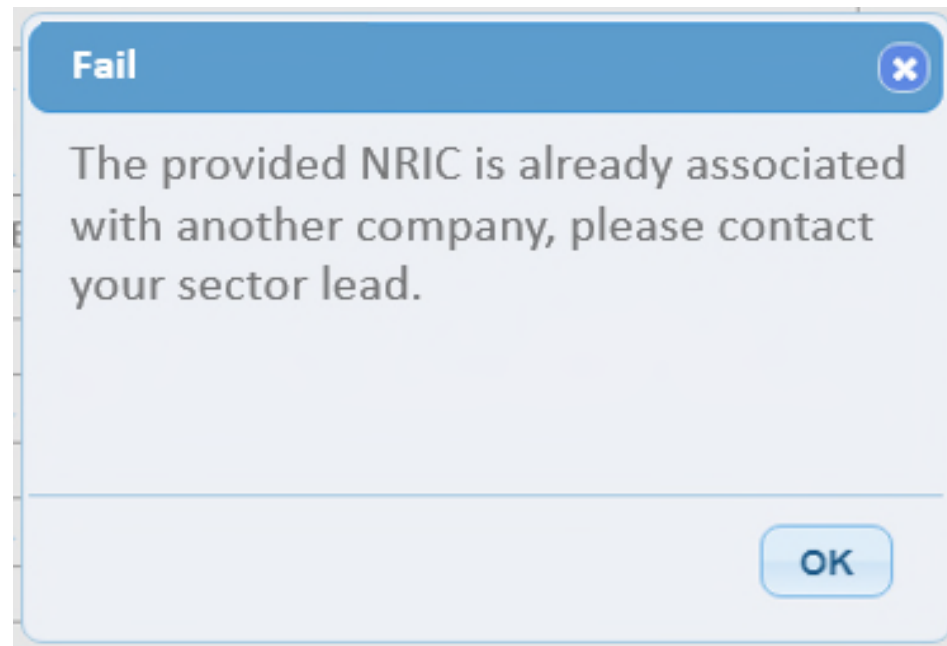 Fail
The provided NRIC is already associated
with another company, please contact
your sector lead.
OK